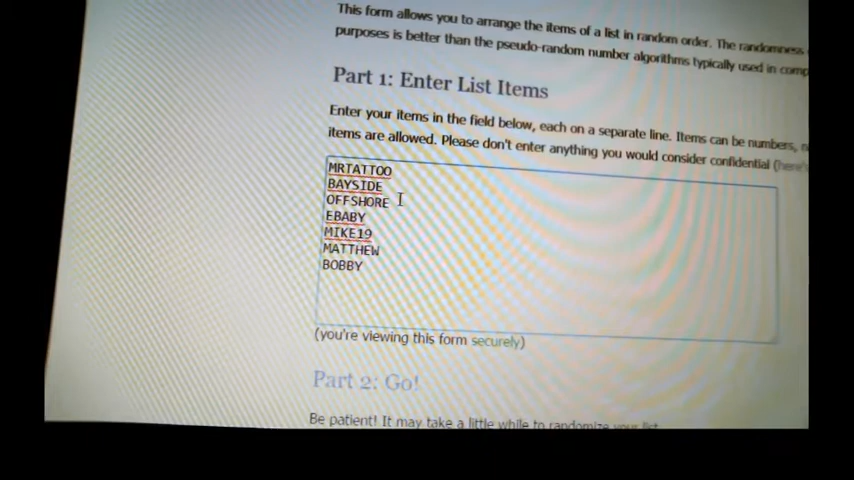 This form allows you to arrange the items of a list in random order. The randomness
purposes is better than the pseudo-random number algorithms typically used in
Part 1: Enter List Items
Enter your items in the field below, each on a separate line. Items can be numbers,
items are allowed. Please don't enter anything you would consider confidential (here's
MRTATTOO
BAYSIDE
OFFSHORE
EBABY
MIKE19
MATTHEW
BOBBY
(you're viewing this form securely)
Part 2: Go!
Be patient! It may take a little while to randomize your list